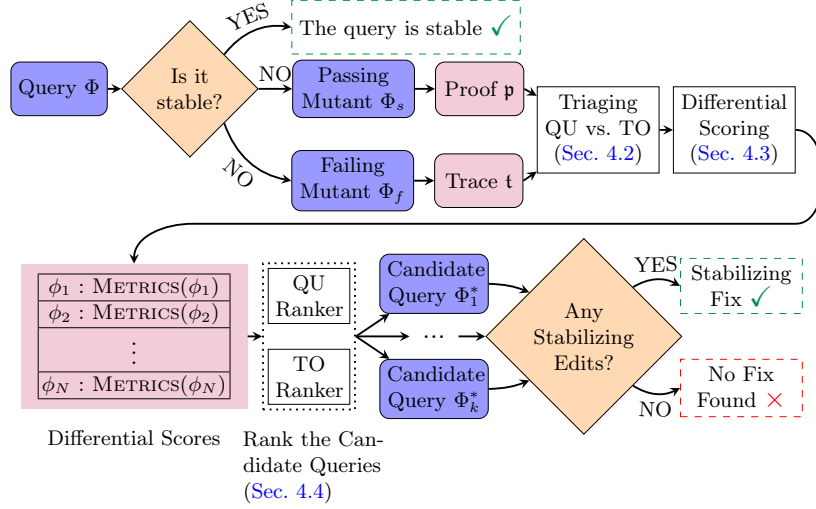 YES
The query is stable ✓
Query Φ
Is it
stable?
NO
Passing
Mutant Φ_s
Proof 𝔭
Triaging
QU vs. TO
(Sec. 4.2)
Differential
Scoring
(Sec. 4.3)
NO
Failing
Mutant Φ_f
Trace 𝔱
ϕ_1 : METRICS(ϕ_1)
ϕ_2 : METRICS(ϕ_2)
⋮
ϕ_N : METRICS(ϕ_N)
Differential Scores
QU
Ranker
TO
Ranker
Rank the Can-
didate Queries
(Sec. 4.4)
Candidate
Query Φ^*_1
...
Candidate
Query Φ^*_k
Any
Stabilizing
Edits?
YES
Stabilizing
Fix ✓
NO
No Fix
Found ✕